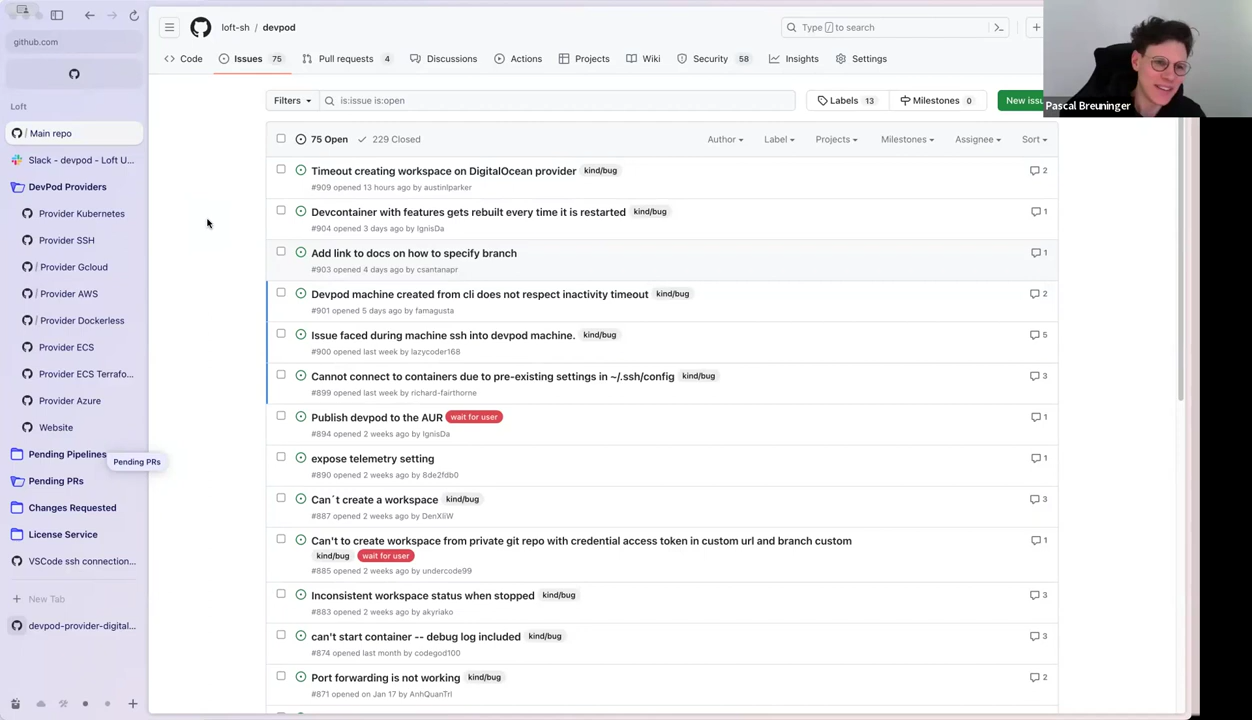 github.com
Loft
/ Main repo
Slack - devpod - Loft U...
DevPod Providers
Provider Kubernetes
Provider SSH
/ Provider Gcloud
/ Provider AWS
/ Provider Dockerless
Provider ECS
Provider ECS Terrafo...
Provider Azure
Website
Pending Pipelines
Pending PRs
Pending PRs
Changes Requested
License Service
VSCode ssh connection...
New Tab
devpod-provider-digital...
loft-sh / devpod
Type / to search
Code
Issues 75
Pull requests 4
Discussions
Actions
Projects
Wiki
Security 58
Insights
Settings
Pascal Breuninger
Filters
is:issue is:open
Labels 13
Milestones 0
New issu
75 Open
229 Closed
Author
Label
Projects
Milestones
Assignee
Sort
Timeout creating workspace on DigitalOcean provider kind/bug 2
#909 opened 13 hours ago by austinlparker
Devcontainer with features gets rebuilt every time it is restarted kind/bug 1
#904 opened 3 days ago by IgnisDa
Add link to docs on how to specify branch 1
#903 opened 4 days ago by csantanapr
Devpod machine created from cli does not respect inactivity timeout kind/bug 2
#901 opened 5 days ago by famagusta
Issue faced during machine ssh into devpod machine. kind/bug 5
#900 opened last week by lazycoder168
Cannot connect to containers due to pre-existing settings in ~/.ssh/config kind/bug 3
#899 opened last week by richard-fairthorne
Publish devpod to the AUR wait for user 1
#894 opened 2 weeks ago by IgnisDa
expose telemetry setting 1
#890 opened 2 weeks ago by 8de2fdb0
Can´t create a workspace kind/bug 3
#887 opened 2 weeks ago by DenXliW
Can't to create workspace from private git repo with credential access token in custom url and branch custom 1
kind/bug wait for user
#885 opened 2 weeks ago by undercode99
Inconsistent workspace status when stopped kind/bug 3
#883 opened 2 weeks ago by akyriako
can't start container -- debug log included kind/bug 3
#874 opened last month by codegod100
Port forwarding is not working kind/bug 2
#871 opened on Jan 17 by AnhQuanTrl